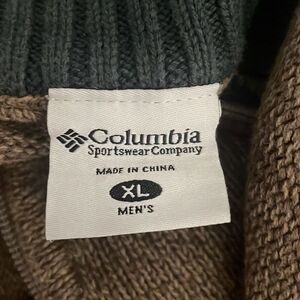 Columbia
Sportswear Company
MADE IN CHINA
XL
MEN'S